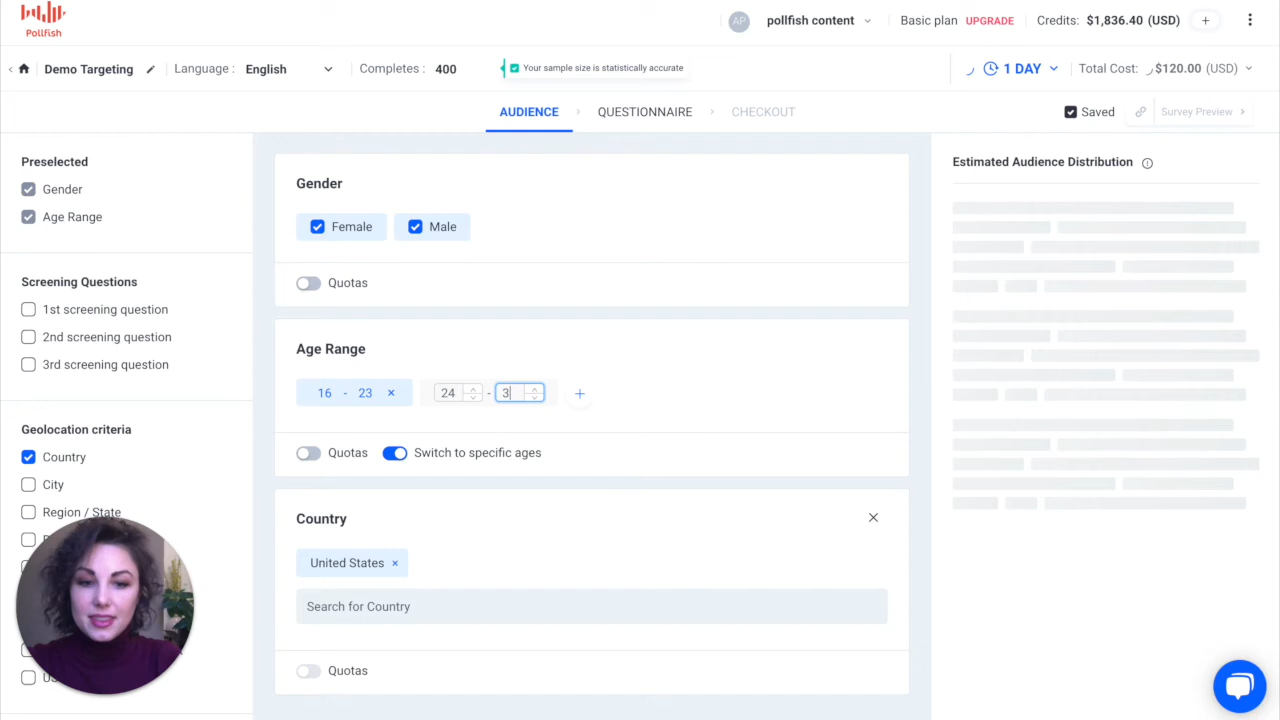 Pollfish
AP pollfish content Basic plan UPGRADE Credits: $1,836.40 (USD) +
Demo Targeting Language : English Completes : 400 Your sample size is statistically accurate 1 DAY Total Cost: $120.00 (USD)
AUDIENCE QUESTIONNAIRE CHECKOUT Saved Survey Preview
Preselected
Gender
Age Range
Screening Questions
1st screening question
2nd screening question
3rd screening question
Geolocation criteria
Country
City
Region / State
Gender
Female Male
Quotas
Age Range
16 - 23 × 24 - 3 +
Quotas Switch to specific ages
Country
United States ×
Search for Country
Quotas
Estimated Audience Distribution